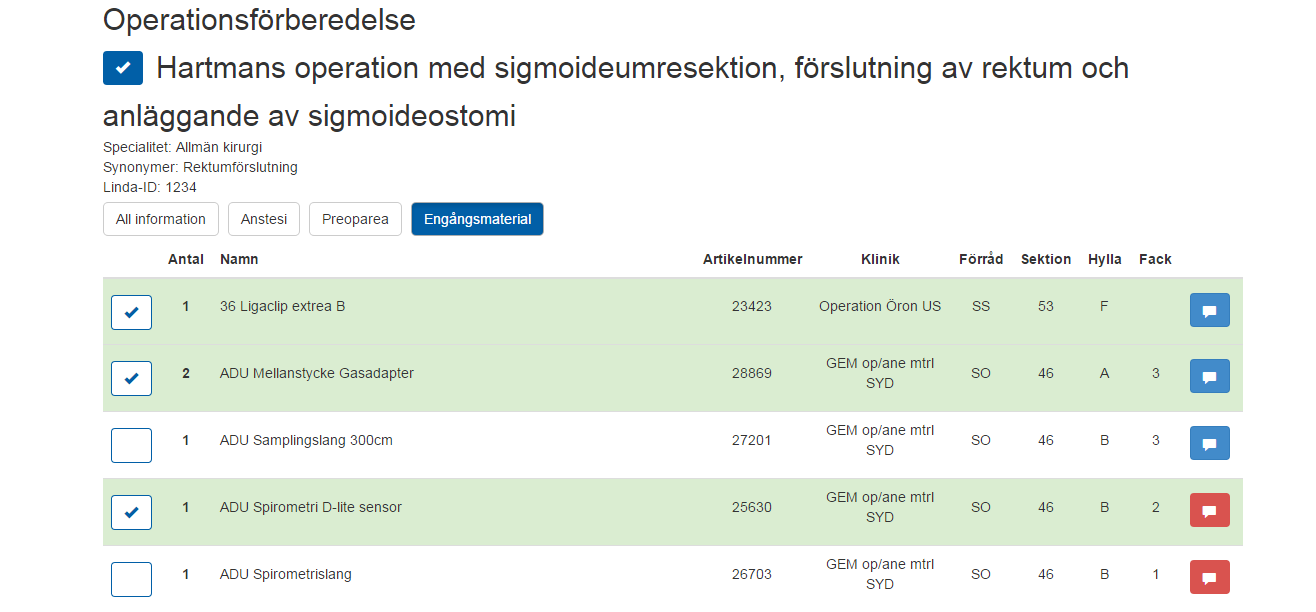 Operationsförberedelse
Hartmans operation med sigmoideumresektion, förslutning av rektum och
anläggande av sigmoideostomi
Specialitet: Allmän kirurgi
Synonymer: Rektumförslutning
Linda-ID: 1234
All information Anstesi Preoparea Engångsmaterial
Antal Namn Artikelnummer Klinik Förråd Sektion Hylla Fack
1 36 Ligaclip extrea B 23423 Operation Öron US SS 53 F
2 ADU Mellanstycke Gasadapter 28869 GEM op/ane mtrl SYD SO 46 A 3
1 ADU Samplingslang 300cm 27201 GEM op/ane mtrl SYD SO 46 B 3
1 ADU Spirometri D-lite sensor 25630 GEM op/ane mtrl SYD SO 46 B 2
1 ADU Spirometrislang 26703 GEM op/ane mtrl SYD SO 46 B 1